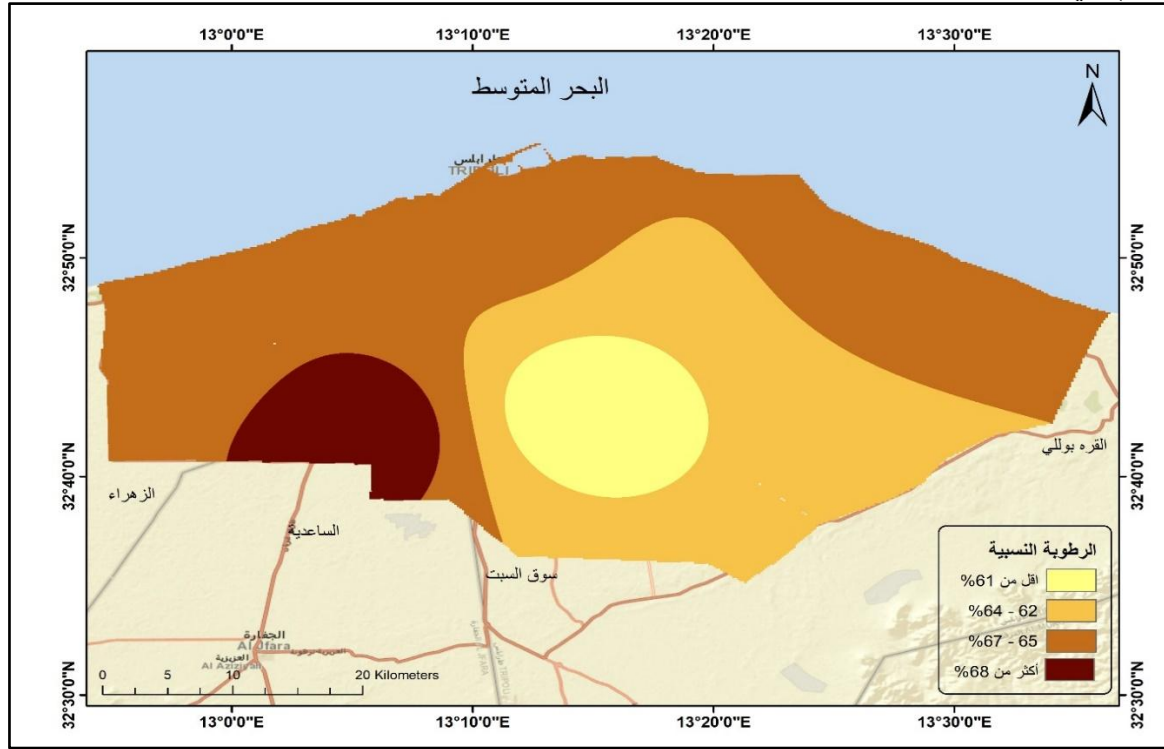 13°0'0"E
13°10'0"E
13°20'0"E
13°30'0"E
البحر المتوسط
N
طرابلس
TRIPOLI
32°50'0"N
32°50'0"N
32°40'0"N
32°40'0"N
القره بوللي
الزهراء
الساعدية
سوق السبت
الرطوبة النسبية
اقل من 61%
62 - 64%
65 - 67%
أكثر من 68%
الجفارة
Al Jfara
العزيزية
Al Aziziyah
0 5 10 20 Kilometers
32°30'0"N
32°30'0"N
13°0'0"E
13°10'0"E
13°20'0"E
13°30'0"E